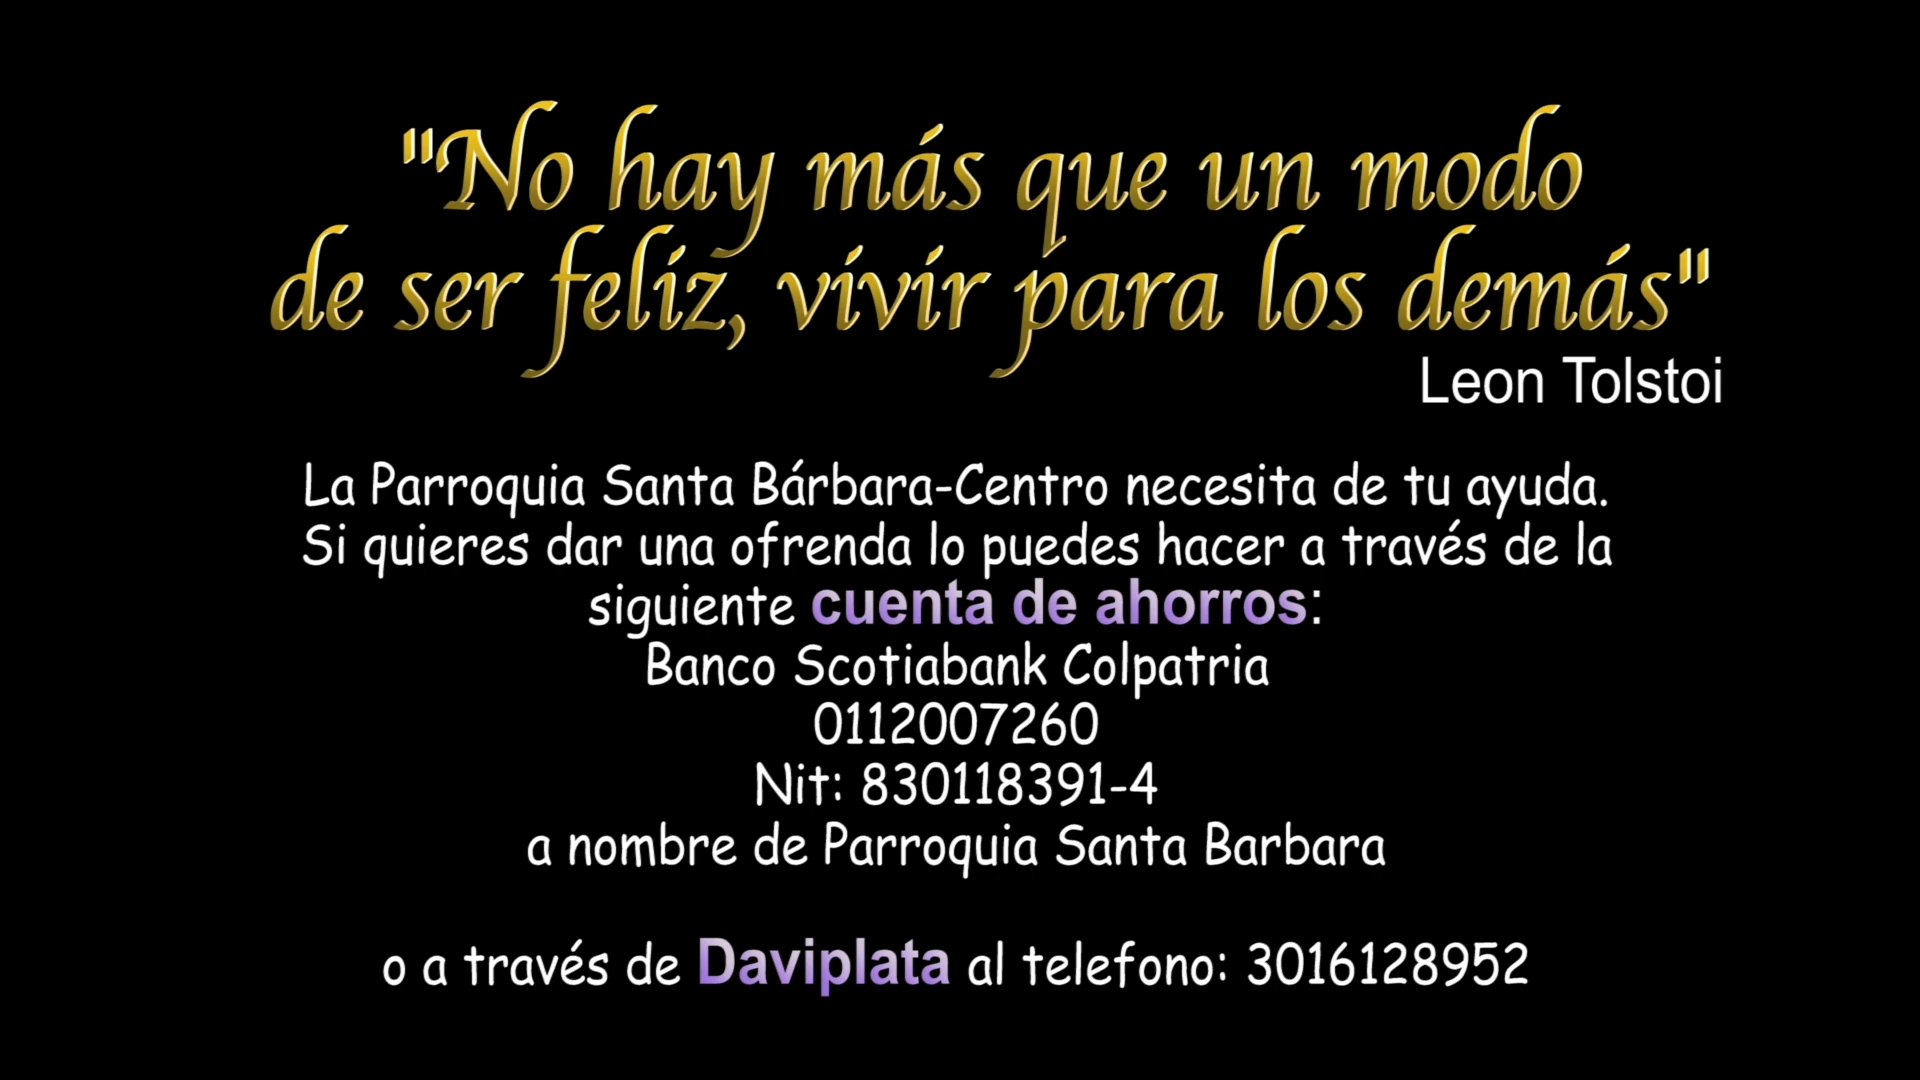 "No hay más que un modo
de ser feliz, vivir para los demás"
Leon Tolstoi
La Parroquia Santa Bárbara-Centro necesita de tu ayuda.
Si quieres dar una ofrenda lo puedes hacer a través de la
siguiente cuenta de ahorros:
Banco Scotiabank Colpatria
0112007260
Nit: 830118391-4
a nombre de Parroquia Santa Barbara
o a través de Daviplata al telefono: 3016128952